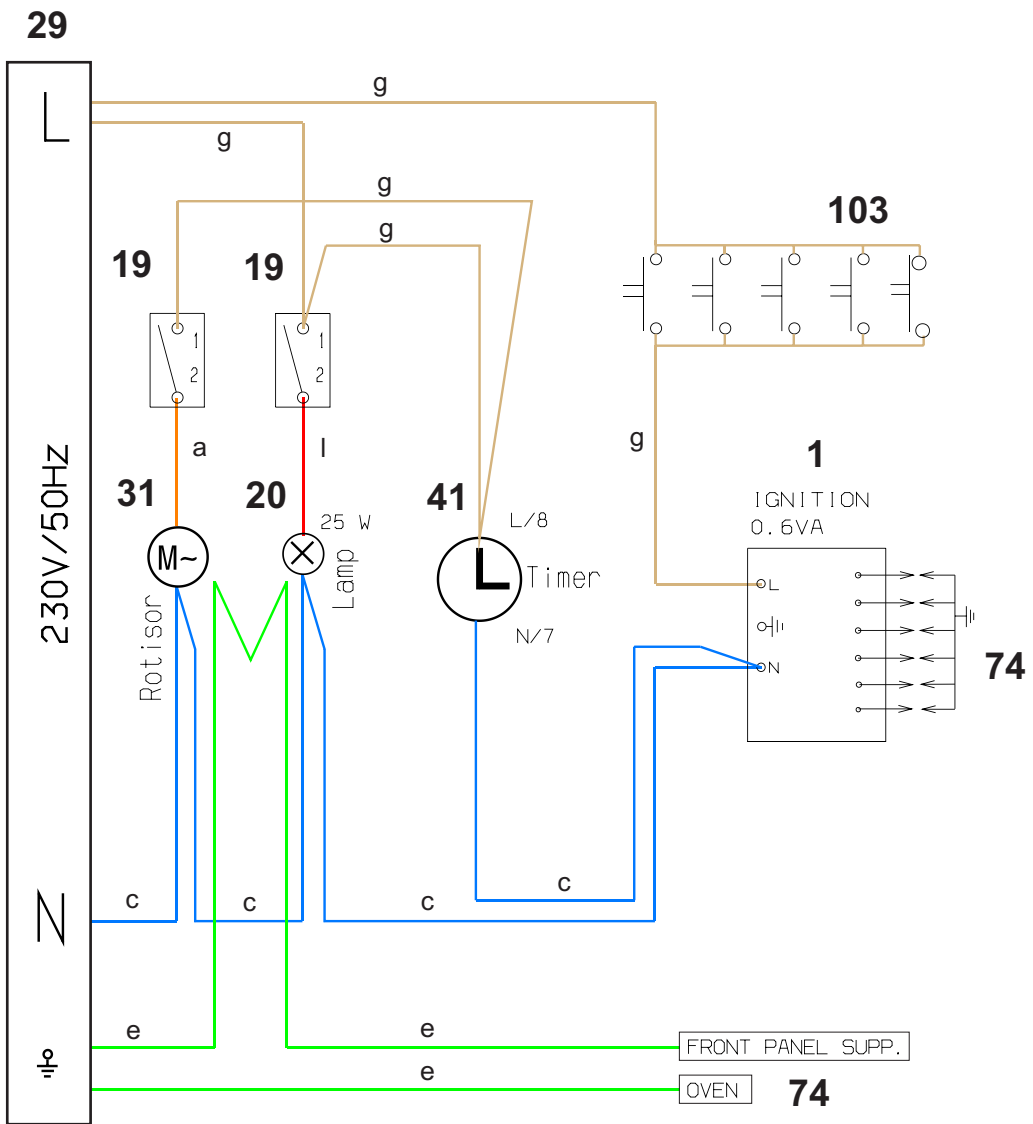 29
L
g
g
g
g
103
19
19
1
2
1
2
230V/50Hz
a
l
g
1
31
20
41
IGNITION
0.6VA
25 W
L/8
M~
Lamp
Timer
L
Rotisor
N/7
N
74
N
c
c
c
c
e
e
FRONT PANEL SUPP.
e
OVEN
74